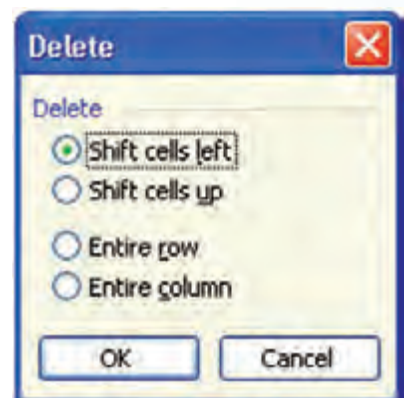 Delete
Delete
Shift cells left
Shift cells up
Entire row
Entire column
OK Cancel